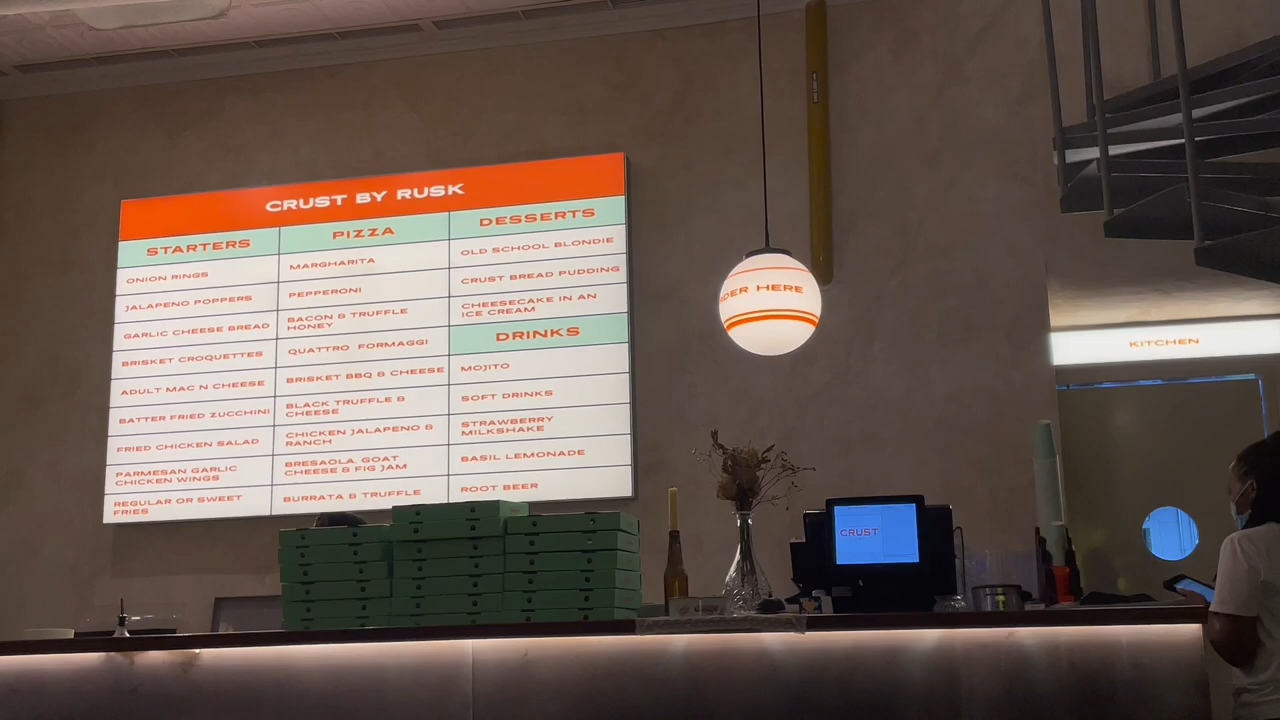 CRUST BY RUSK
STARTERS
ONION RINGS
JALAPENO POPPERS
GARLIC CHEESE BREAD
BRISKET CROQUETTES
ADULT MAC N CHEESE
BATTER FRIED ZUCCHINI
FRIED CHICKEN SALAD
PARMESAN GARLIC
CHICKEN WINGS
REGULAR OR SWEET
FRIES
PIZZA
MARGHARITA
PEPPERONI
BACON & TRUFFLE
HONEY
QUATTRO FORMAGGI
BRISKET BBQ & CHEESE
BLACK TRUFFLE &
CHEESE
CHICKEN JALAPENO &
RANCH
BRESAOLA, GOAT
CHEESE & FIG JAM
BURRATA & TRUFFLE
DESSERTS
OLD SCHOOL BLONDIE
CRUST BREAD PUDDING
CHEESECAKE IN AN
ICE CREAM
DRINKS
MOJITO
SOFT DRINKS
STRAWBERRY
MILKSHAKE
BASIL LEMONADE
ROOT BEER
DER HERE
KITCHEN
CRUST